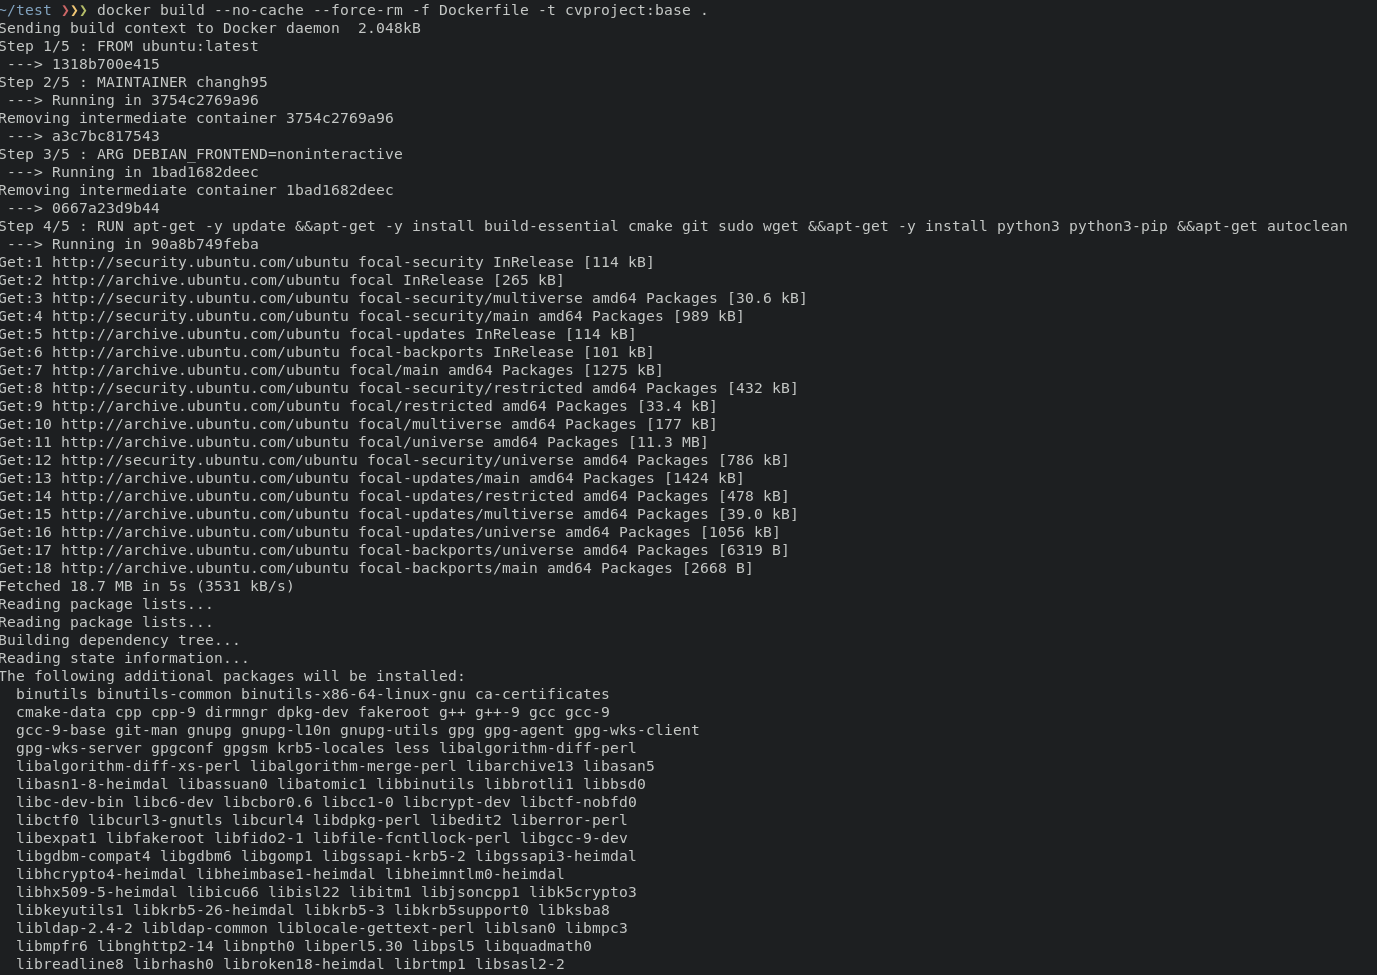 ~/test ❯❯❯ docker build --no-cache --force-rm -f Dockerfile -t cvproject:base .
Sending build context to Docker daemon  2.048kB
Step 1/5 : FROM ubuntu:latest
 ---> 1318b700e415
Step 2/5 : MAINTAINER changh95
 ---> Running in 3754c2769a96
Removing intermediate container 3754c2769a96
 ---> a3c7bc817543
Step 3/5 : ARG DEBIAN_FRONTEND=noninteractive
 ---> Running in 1bad1682deec
Removing intermediate container 1bad1682deec
 ---> 0667a23d9b44
Step 4/5 : RUN apt-get -y update &&apt-get -y install build-essential cmake git sudo wget &&apt-get -y install python3 python3-pip &&apt-get autoclean
 ---> Running in 90a8b749feba
Get:1 http://security.ubuntu.com/ubuntu focal-security InRelease [114 kB]
Get:2 http://archive.ubuntu.com/ubuntu focal InRelease [265 kB]
Get:3 http://security.ubuntu.com/ubuntu focal-security/multiverse amd64 Packages [30.6 kB]
Get:4 http://security.ubuntu.com/ubuntu focal-security/main amd64 Packages [989 kB]
Get:5 http://archive.ubuntu.com/ubuntu focal-updates InRelease [114 kB]
Get:6 http://archive.ubuntu.com/ubuntu focal-backports InRelease [101 kB]
Get:7 http://archive.ubuntu.com/ubuntu focal/main amd64 Packages [1275 kB]
Get:8 http://security.ubuntu.com/ubuntu focal-security/restricted amd64 Packages [432 kB]
Get:9 http://archive.ubuntu.com/ubuntu focal/restricted amd64 Packages [33.4 kB]
Get:10 http://archive.ubuntu.com/ubuntu focal/multiverse amd64 Packages [177 kB]
Get:11 http://archive.ubuntu.com/ubuntu focal/universe amd64 Packages [11.3 MB]
Get:12 http://security.ubuntu.com/ubuntu focal-security/universe amd64 Packages [786 kB]
Get:13 http://archive.ubuntu.com/ubuntu focal-updates/main amd64 Packages [1424 kB]
Get:14 http://archive.ubuntu.com/ubuntu focal-updates/restricted amd64 Packages [478 kB]
Get:15 http://archive.ubuntu.com/ubuntu focal-updates/multiverse amd64 Packages [39.0 kB]
Get:16 http://archive.ubuntu.com/ubuntu focal-updates/universe amd64 Packages [1056 kB]
Get:17 http://archive.ubuntu.com/ubuntu focal-backports/universe amd64 Packages [6319 B]
Get:18 http://archive.ubuntu.com/ubuntu focal-backports/main amd64 Packages [2668 B]
Fetched 18.7 MB in 5s (3531 kB/s)
Reading package lists...
Reading package lists...
Building dependency tree...
Reading state information...
The following additional packages will be installed:
  binutils binutils-common binutils-x86-64-linux-gnu ca-certificates
  cmake-data cpp cpp-9 dirmngr dpkg-dev fakeroot g++ g++-9 gcc gcc-9
  gcc-9-base git-man gnupg gnupg-l10n gnupg-utils gpg gpg-agent gpg-wks-client
  gpg-wks-server gpgconf gpgsm krb5-locales less libalgorithm-diff-perl
  libalgorithm-diff-xs-perl libalgorithm-merge-perl libarchive13 libasan5
  libasn1-8-heimdal libassuan0 libatomic1 libbinutils libbrotli1 libbsd0
  libc-dev-bin libc6-dev libcbor0.6 libcc1-0 libcrypt-dev libctf-nobfd0
  libctf0 libcurl3-gnutls libcurl4 libdpkg-perl libedit2 liberror-perl
  libexpat1 libfakeroot libfido2-1 libfile-fcntllock-perl libgcc-9-dev
  libgdbm-compat4 libgdbm6 libgomp1 libgssapi-krb5-2 libgssapi3-heimdal
  libhcrypto4-heimdal libheimbase1-heimdal libheimntlm0-heimdal
  libhx509-5-heimdal libicu66 libisl22 libitm1 libjsoncpp1 libk5crypto3
  libkeyutils1 libkrb5-26-heimdal libkrb5-3 libkrb5support0 libksba8
  libldap-2.4-2 libldap-common liblocale-gettext-perl liblsan0 libmpc3
  libmpfr6 libnghttp2-14 libnpth0 libperl5.30 libpsl5 libquadmath0
  libreadline8 librhash0 libroken18-heimdal librtmp1 libsasl2-2